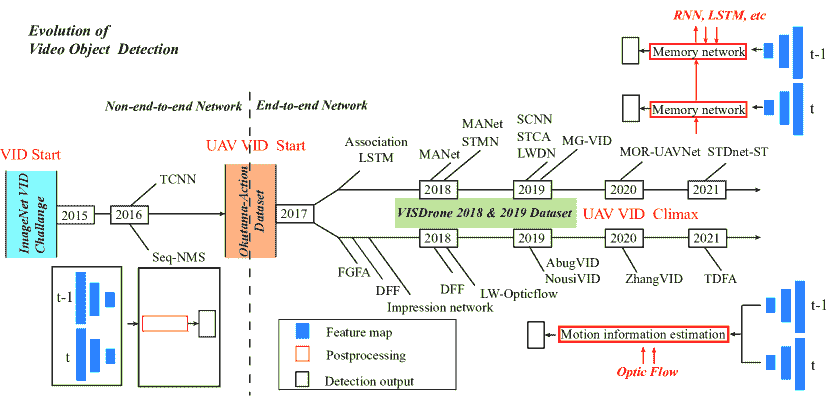 Evolution of
Video Object Detection
RNN, LSTM, etc
Memory network
t-1
Memory network
t
Non-end-to-end Network
End-to-end Network
VID Start
UAV VID Start
ImageNet VID
Challange
2015
2016
TCNN
Seq-NMS
Okutama-Action
Dataset
2017
Association
LSTM
MANet
MANet
STMN
SCNN
STCA
LWDN
MG-VID
MOR-UAVNet
STDnet-ST
2018
2019
2020
2021
VISDrone 2018 & 2019 Dataset
UAV VID Climax
2018
2019
2020
2021
FGFA
DFF
Impression network
DFF
LW-Opticflow
AbugVID
NousiVID
ZhangVID
TDFA
t-1
t
Feature map
Postprocessing
Detection output
Motion information estimation
Optic Flow
t-1
t